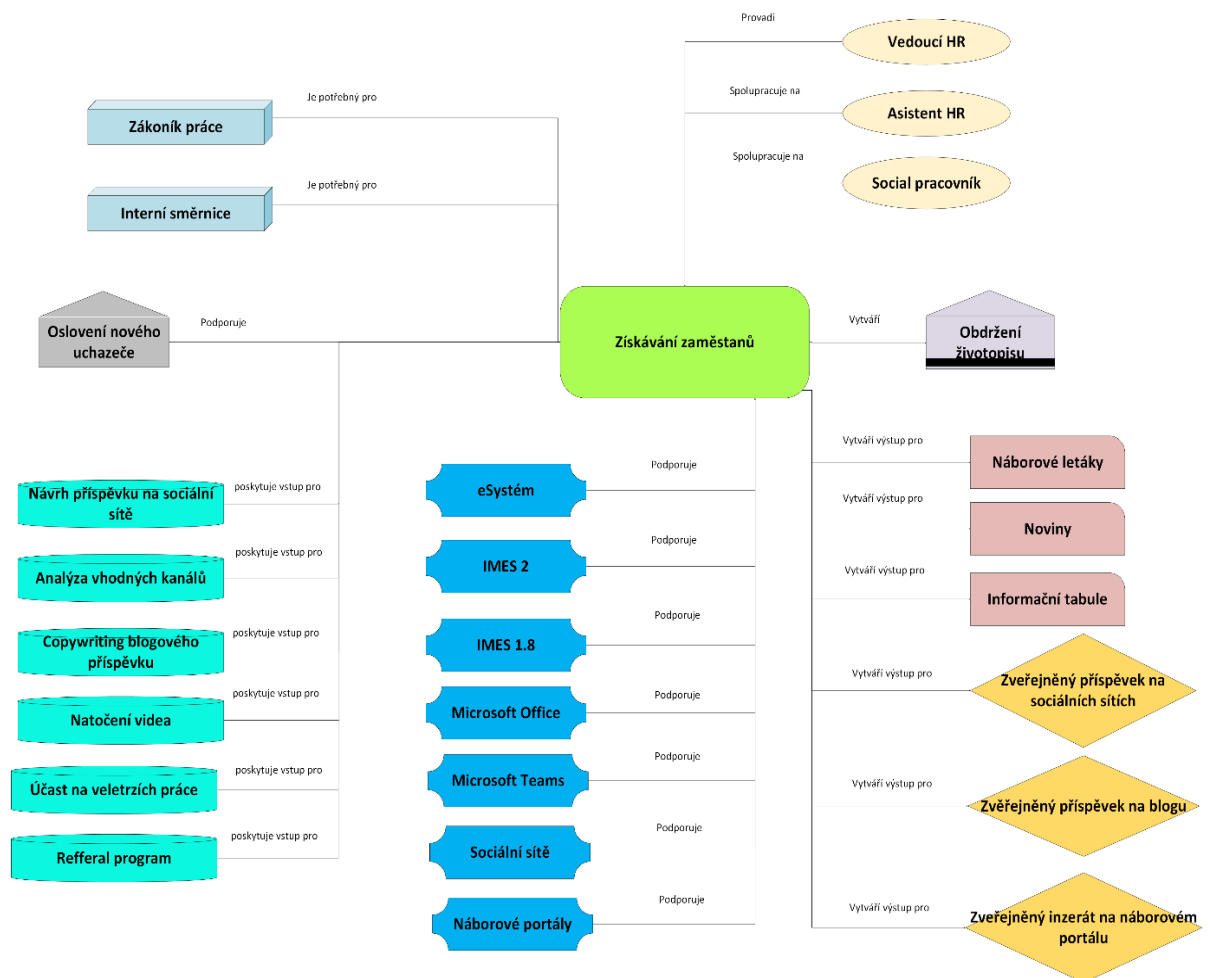 Provadi
Vedoucí HR
Je potřebný pro
Zákoník práce
Spolupracuje na
Asistent HR
Spolupracuje na
Social pracovník
Je potřebný pro
Interní směrnice
Oslovení nového
uchazeče
Podporuje
Získávání zaměstanů
Vytváří
Obdržení
životopisu
Návrh příspěvku na sociální
sítě
poskytuje vstup pro
Analýza vhodných kanálů
poskytuje vstup pro
Copywriting blogového
příspěvku
poskytuje vstup pro
Natočení videa
poskytuje vstup pro
Účast na veletrzích práce
poskytuje vstup pro
Refferal program
poskytuje vstup pro
eSystém
Podporuje
IMES 2
Podporuje
IMES 1.8
Podporuje
Microsoft Office
Podporuje
Microsoft Teams
Podporuje
Sociální sítě
Podporuje
Náborové portály
Podporuje
Vytváří výstup pro
Náborové letáky
Vytváří výstup pro
Noviny
Vytváří výstup pro
Informační tabule
Vytváří výstup pro
Zveřejněný příspěvek na
sociálních sítích
Vytváří výstup pro
Zvěřejněný příspěvek na blogu
Vytváří výstup pro
Zveřejněný inzerát na náborovém
portálu